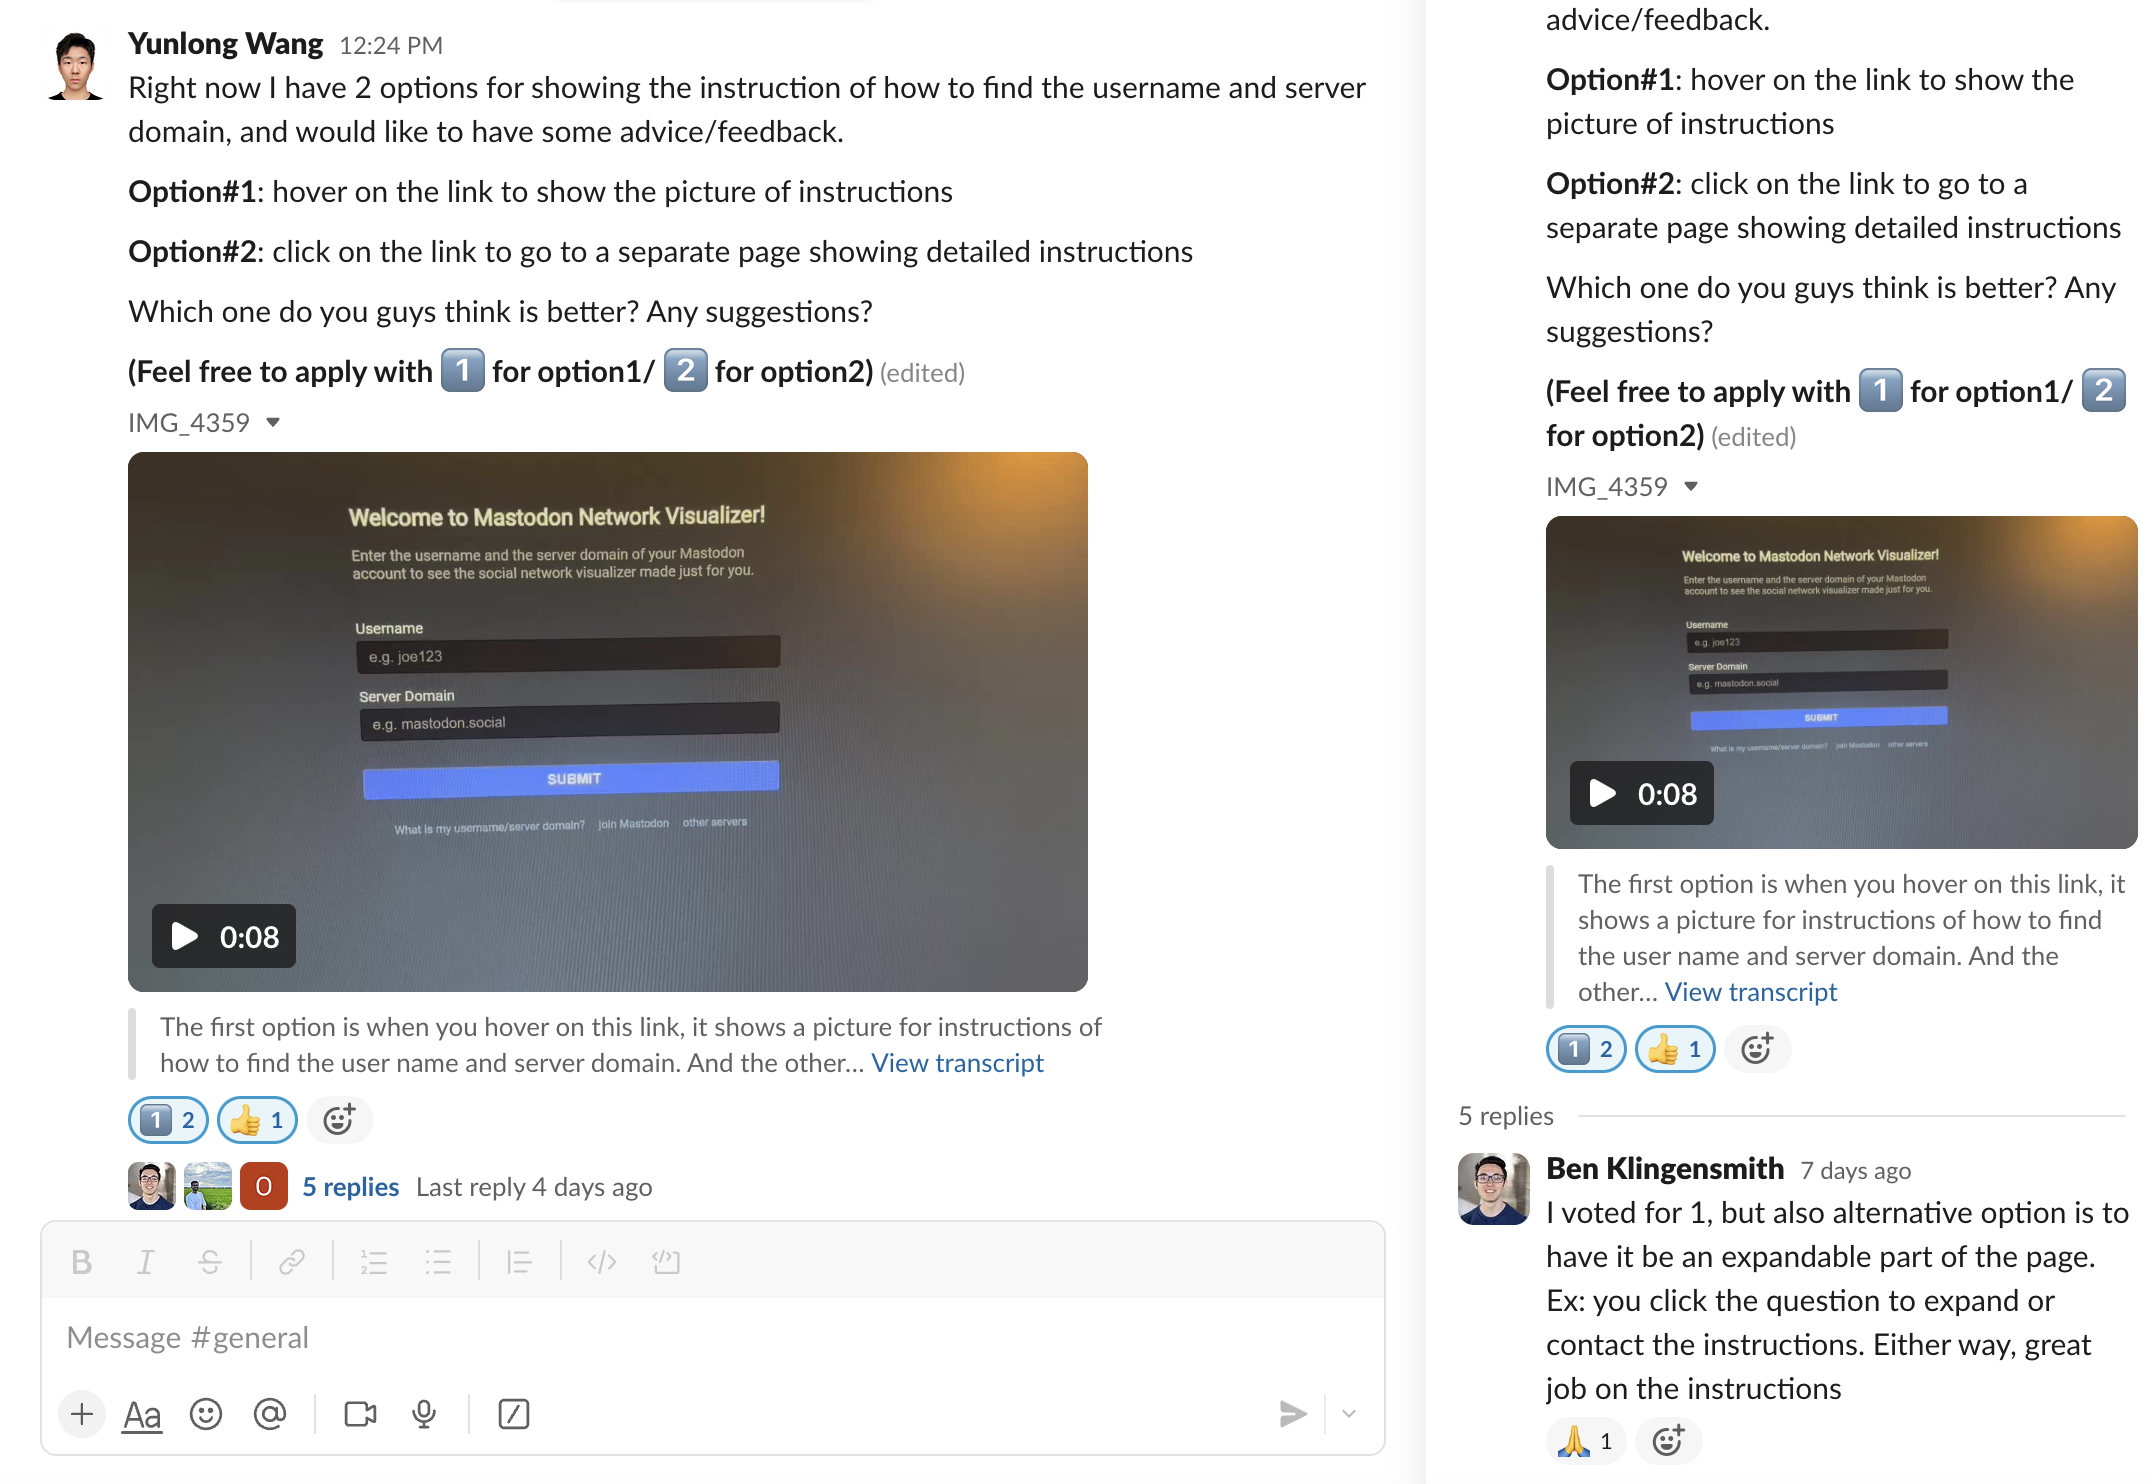 Yunlong Wang 12:24 PM
Right now I have 2 options for showing the instruction of how to find the username and server
domain, and would like to have some advice/feedback.
Option#1: hover on the link to show the picture of instructions
Option#2: click on the link to go to a separate page showing detailed instructions
Which one do you guys think is better? Any suggestions?
(Feel free to apply with 1 for option1/ 2 for option2) (edited)
IMG_4359
Welcome to Mastodon Network Visualizer!
Enter the username and the server domain of your Mastodon
account to see the social network visualizer made just for you.
Username
e.g. joe123
Server Domain
e.g. mastodon.social
SUBMIT
What is my username/server domain? join Mastodon other servers
0:08
The first option is when you hover on this link, it shows a picture for instructions of
how to find the user name and server domain. And the other... View transcript
1 2 1
O 5 replies Last reply 4 days ago
B I S
Message #general
Aa
advice/feedback.
Option#1: hover on the link to show the
picture of instructions
Option#2: click on the link to go to a
separate page showing detailed instructions
Which one do you guys think is better? Any
suggestions?
(Feel free to apply with 1 for option1/ 2
for option2) (edited)
IMG_4359
Welcome to Mastodon Network Visualizer!
Enter the username and the server domain of your Mastodon
account to see the social network visualizer made just for you.
Username
e.g. joe123
Server Domain
e.g. mastodon.social
SUBMIT
What is my username/server domain? join Mastodon other servers
0:08
The first option is when you hover on this link, it
shows a picture for instructions of how to find
the user name and server domain. And the
other... View transcript
1 2 1
5 replies
Ben Klingensmith 7 days ago
I voted for 1, but also alternative option is to
have it be an expandable part of the page.
Ex: you click the question to expand or
contact the instructions. Either way, great
job on the instructions
1